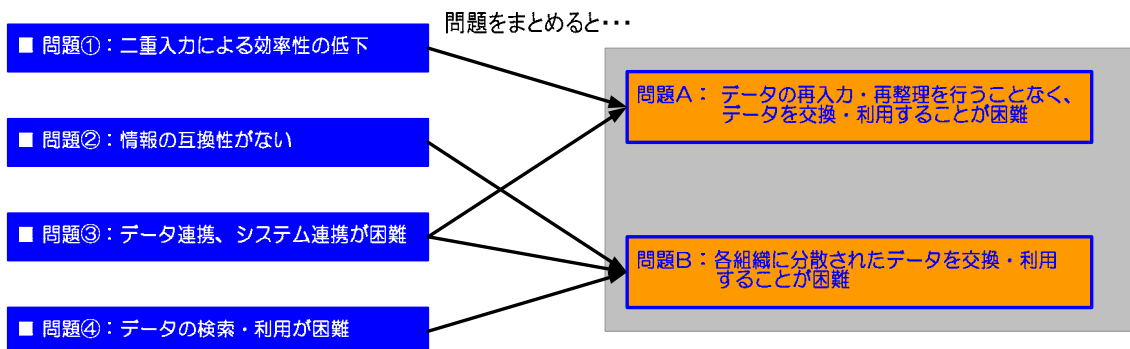 問題をまとめると・・・
■ 問題①：二重入力による効率性の低下
■ 問題②：情報の互換性がない
■ 問題③：データ連携、システム連携が困難
■ 問題④：データの検索・利用が困難
問題A： データの再入力・再整理を行うことなく、
データを交換・利用することが困難
問題B：各組織に分散されたデータを交換・利用
することが困難